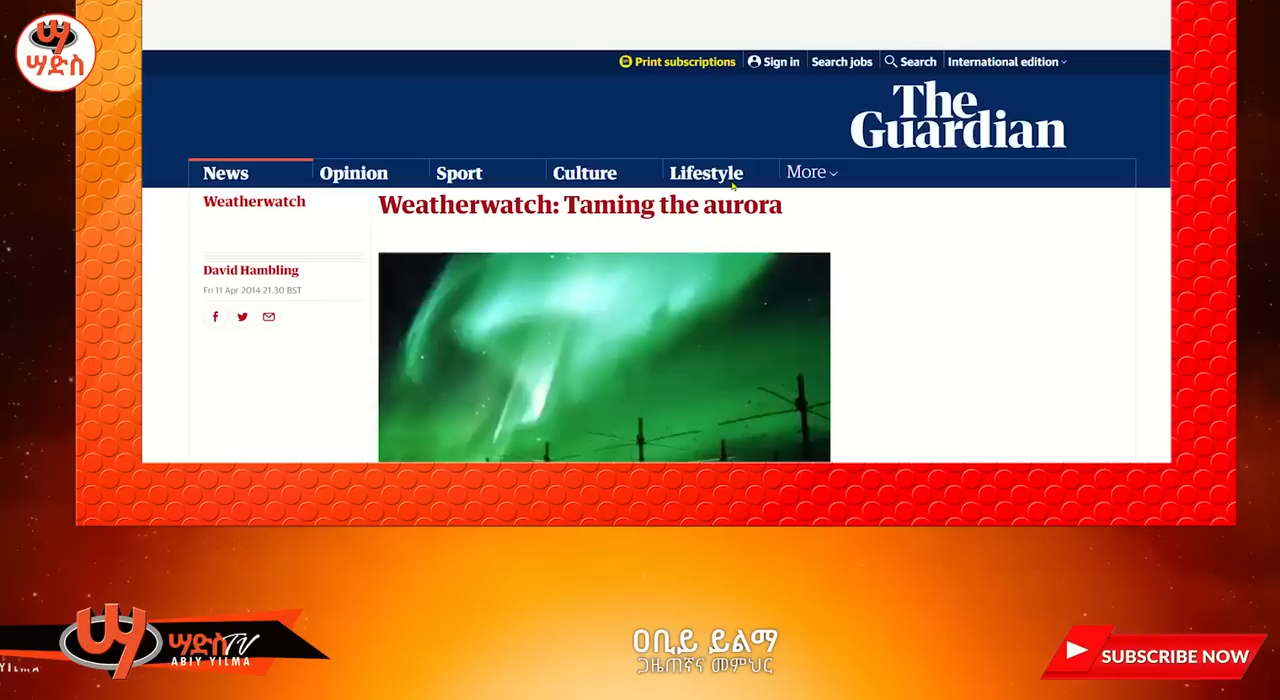 ሣድስ
Print subscriptions
Sign in
Search jobs
Search
International edition
The
Guardian
News
Opinion
Sport
Culture
Lifestyle
More
Weatherwatch
Weatherwatch: Taming the aurora
David Hambling
Fri 11 Apr 2014 21.30 BST
ሣድስ TV
ABIY YILMA
ዐቢይ ይልማ
ጋዜጠኛና መምህር
SUBSCRIBE NOW